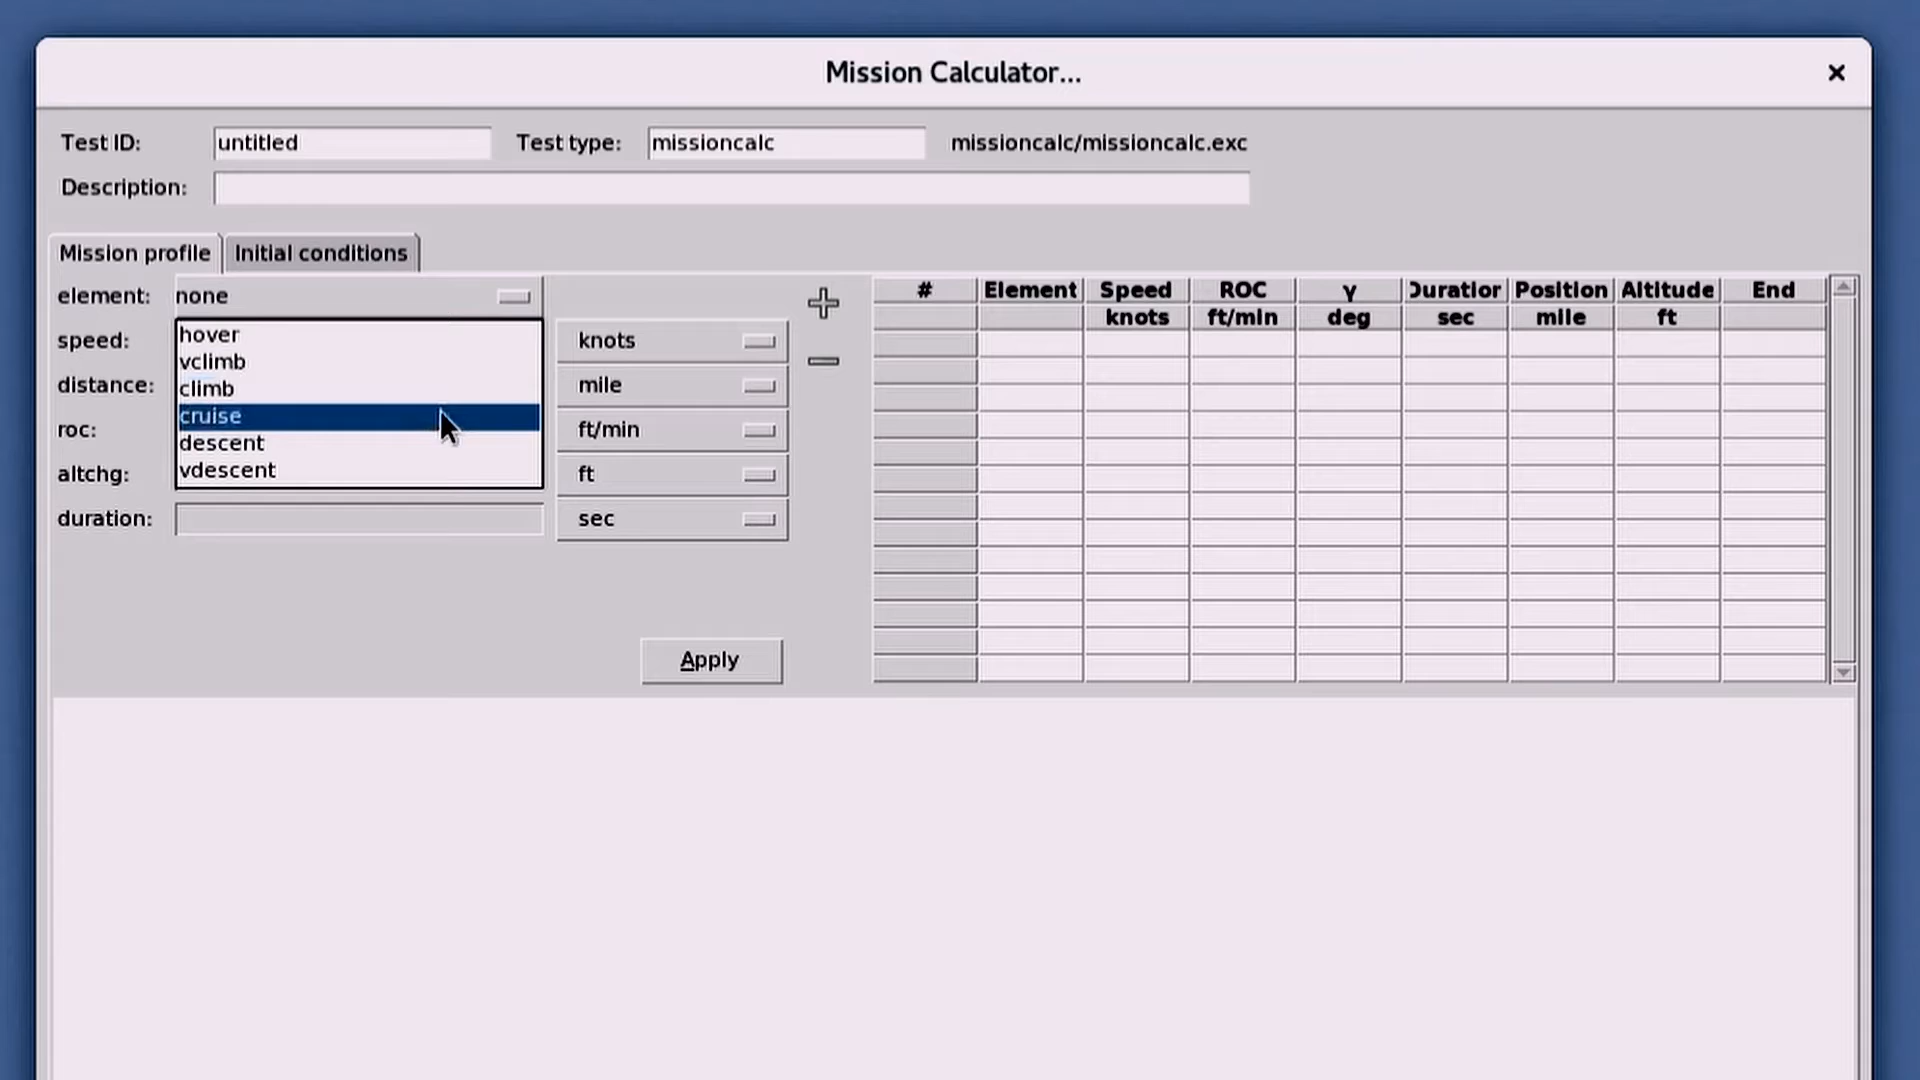 Mission Calculator...
Test ID: untitled Test type: missioncalc missioncalc/missioncalc.exc
Description:
Mission profile Initial conditions
element: none
hover
vclimb
climb
cruise
descent
vdescent
speed: knots
distance: mile
roc: ft/min
altchg: ft
duration: sec
Apply
# Element Speed ROC γ Duration Position Altitude End
knots ft/min deg sec mile ft